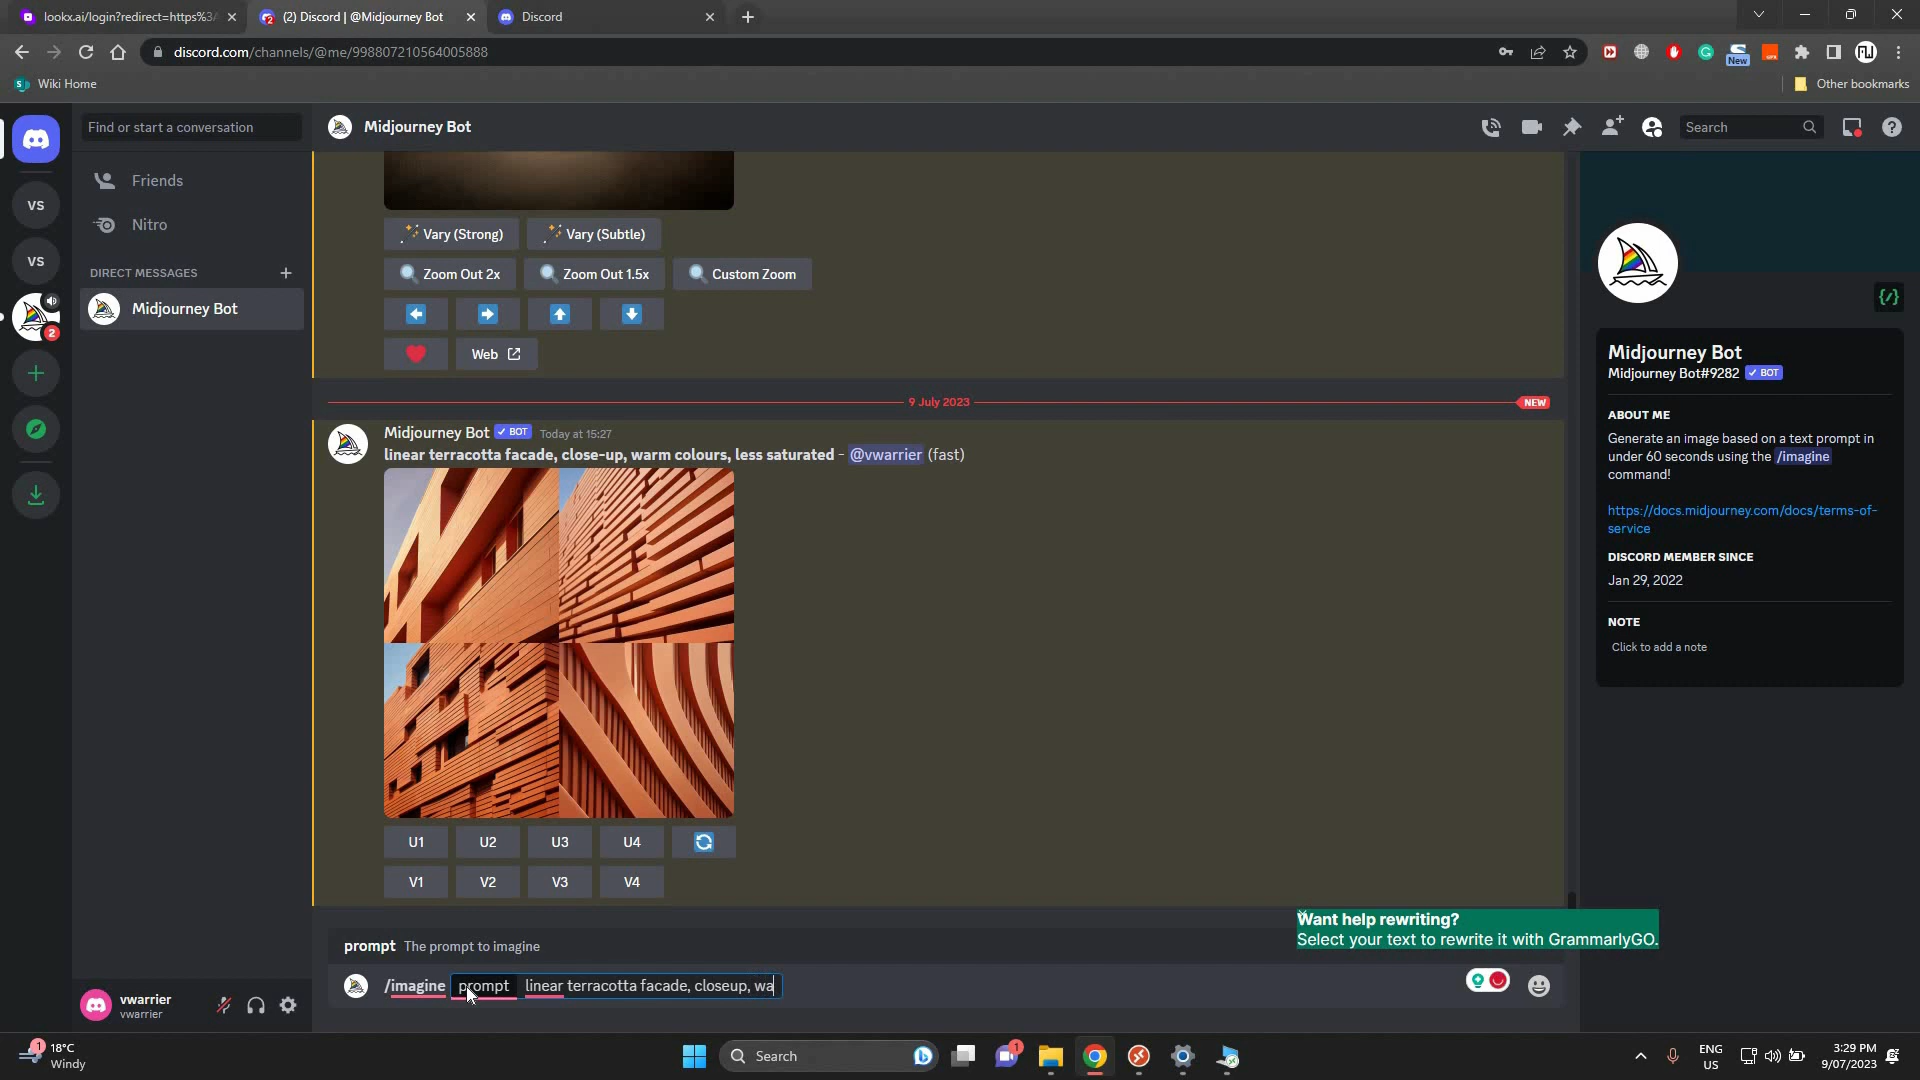 lookx.ai/login?redirect=https%3A
(2) Discord | @Midjourney Bot
Discord
discord.com/channels/@me/998807210564005888
New
Wiki Home
Other bookmarks
Find or start a conversation
Midjourney Bot
Search
Friends
VS
Nitro
VS
DIRECT MESSAGES
Midjourney Bot
2
Vary (Strong)
Vary (Subtle)
Zoom Out 2x
Zoom Out 1.5x
Custom Zoom
Web
9 July 2023
NEW
Midjourney Bot BOT Today at 15:27
linear terracotta facade, close-up, warm colours, less saturated - @vwarrier (fast)
U1
U2
U3
U4
V1
V2
V3
V4
Midjourney Bot
Midjourney Bot#9282 BOT
ABOUT ME
Generate an image based on a text prompt in
under 60 seconds using the /imagine
command!
https://docs.midjourney.com/docs/terms-of-
service
DISCORD MEMBER SINCE
Jan 29, 2022
NOTE
Click to add a note
Want help rewriting?
Select your text to rewrite it with GrammarlyGO.
prompt The prompt to imagine
/imagine prompt linear terracotta facade, closeup, wa
vwarrier
vwarrier
1
18°C
Windy
Search
1
ENG
US
3:29 PM
9/07/2023